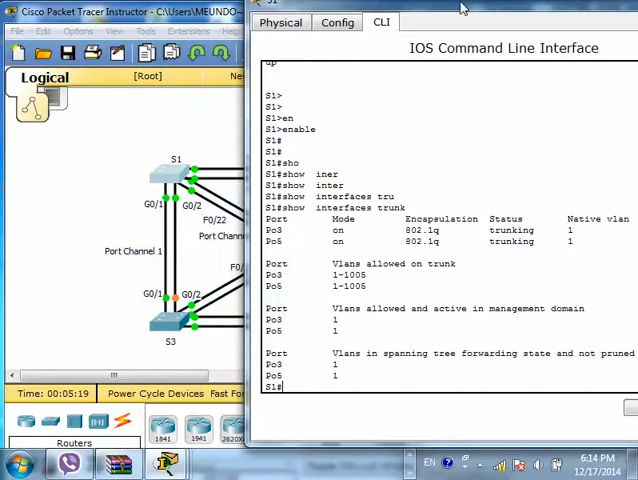 Cisco Packet Tracer Instructor - C:\Users\MEUNDO
File Edit Options View Tools Extensions
Logical
[Root]
S1
G0/1
G0/2
F0/22
Port Chann
Port Channel 1
F0/
G0/1
G0/2
S3
Time: 00:05:19
Power Cycle Devices Fast For
Routers
1841
1941
2620X
Physical
Config
CLI
IOS Command Line Interface
up
S1>
S1>
S1>en
S1>enable
S1#
S1#
S1#sho
S1#show iner
S1#show inter
S1#show interfaces tru
S1#show interfaces trunk
Port Mode Encapsulation Status Native vlan
Po3 on 802.1q trunking 1
Po5 on 802.1q trunking 1
Port Vlans allowed on trunk
Po3 1-1005
Po5 1-1005
Port Vlans allowed and active in management domain
Po3 1
Po5 1
Port Vlans in spanning tree forwarding state and not pruned
Po3 1
Po5 1
S1#
EN
6:14 PM
12/17/2014